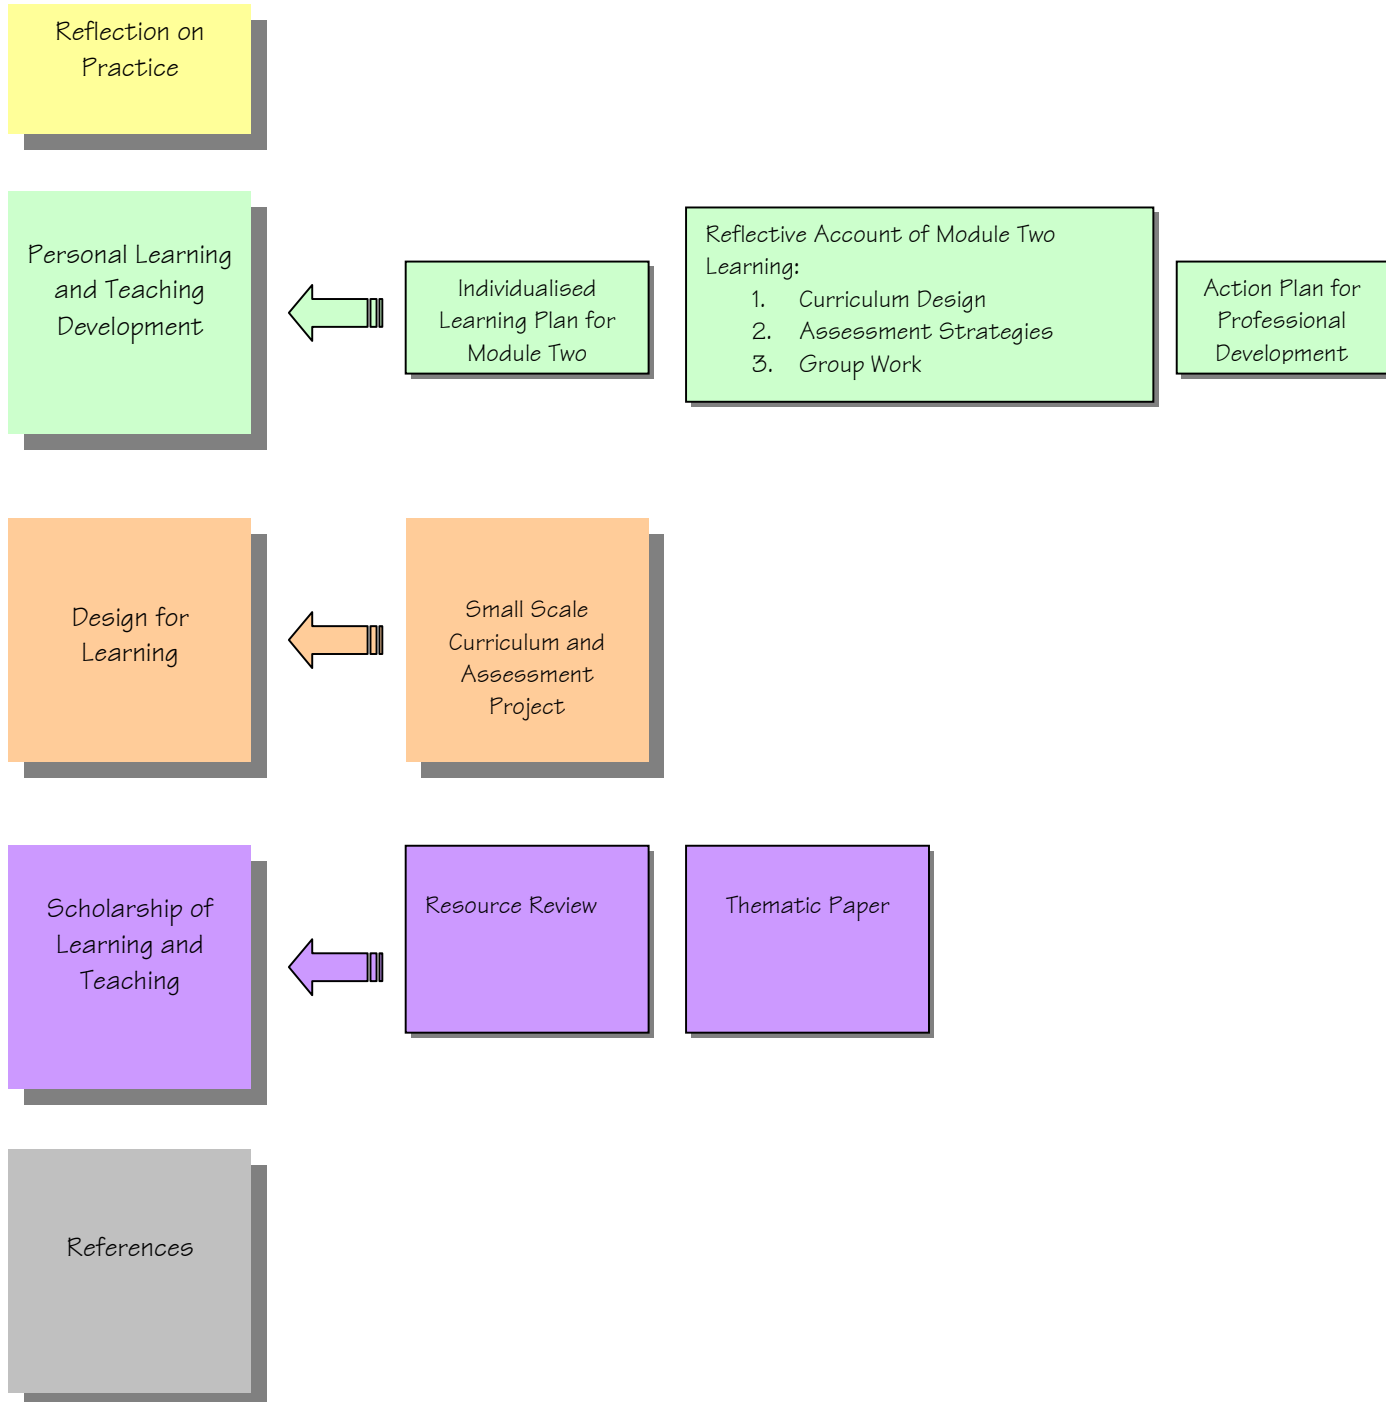 Reflection on
Practice
Personal Learning
and Teaching
Development
Individualised
Learning Plan for
Module Two
Reflective Account of Module Two
Learning:
1. Curriculum Design
2. Assessment Strategies
3. Group Work
Action Plan for
Professional
Development
Design for
Learning
Small Scale
Curriculum and
Assessment
Project
Scholarship of
Learning and
Teaching
Resource Review
Thematic Paper
References